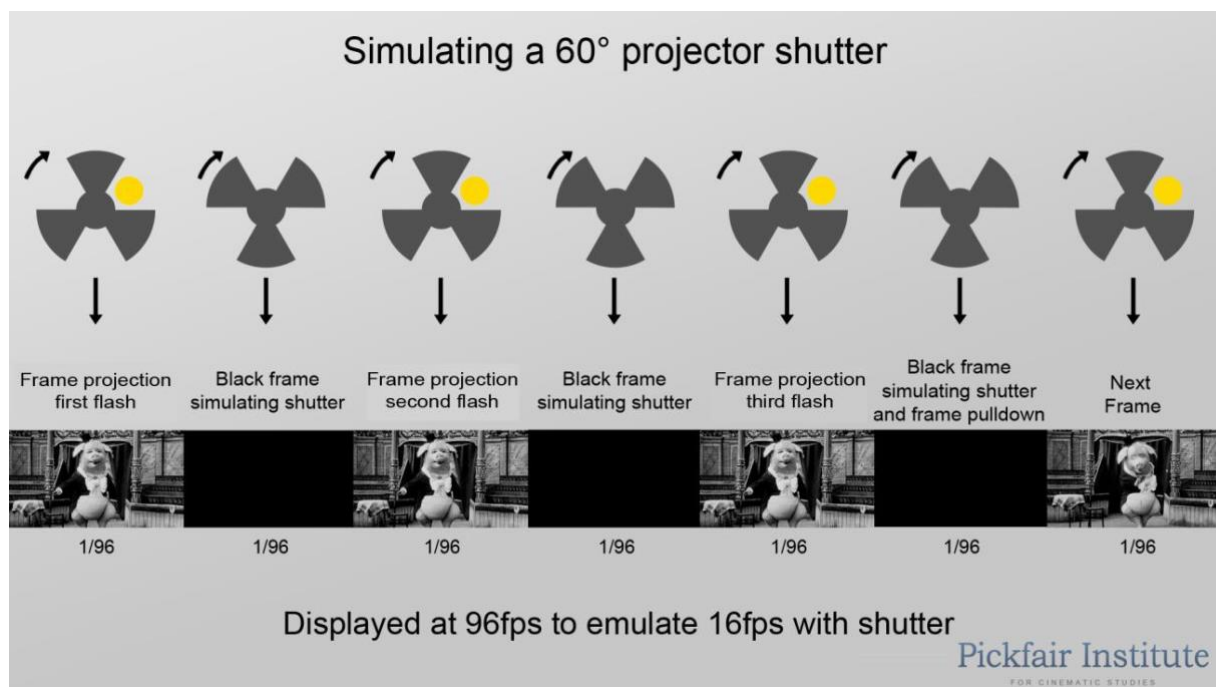 Simulating a 60° projector shutter
Frame projection
first flash
Black frame
simulating shutter
Frame projection
second flash
Black frame
simulating shutter
Frame projection
third flash
Black frame
simulating shutter
and frame pulldown
Next
Frame
1/96
1/96
1/96
1/96
1/96
1/96
1/96
Displayed at 96fps to emulate 16fps with shutter
Pickfair Institute
FOR CINEMATIC STUDIES